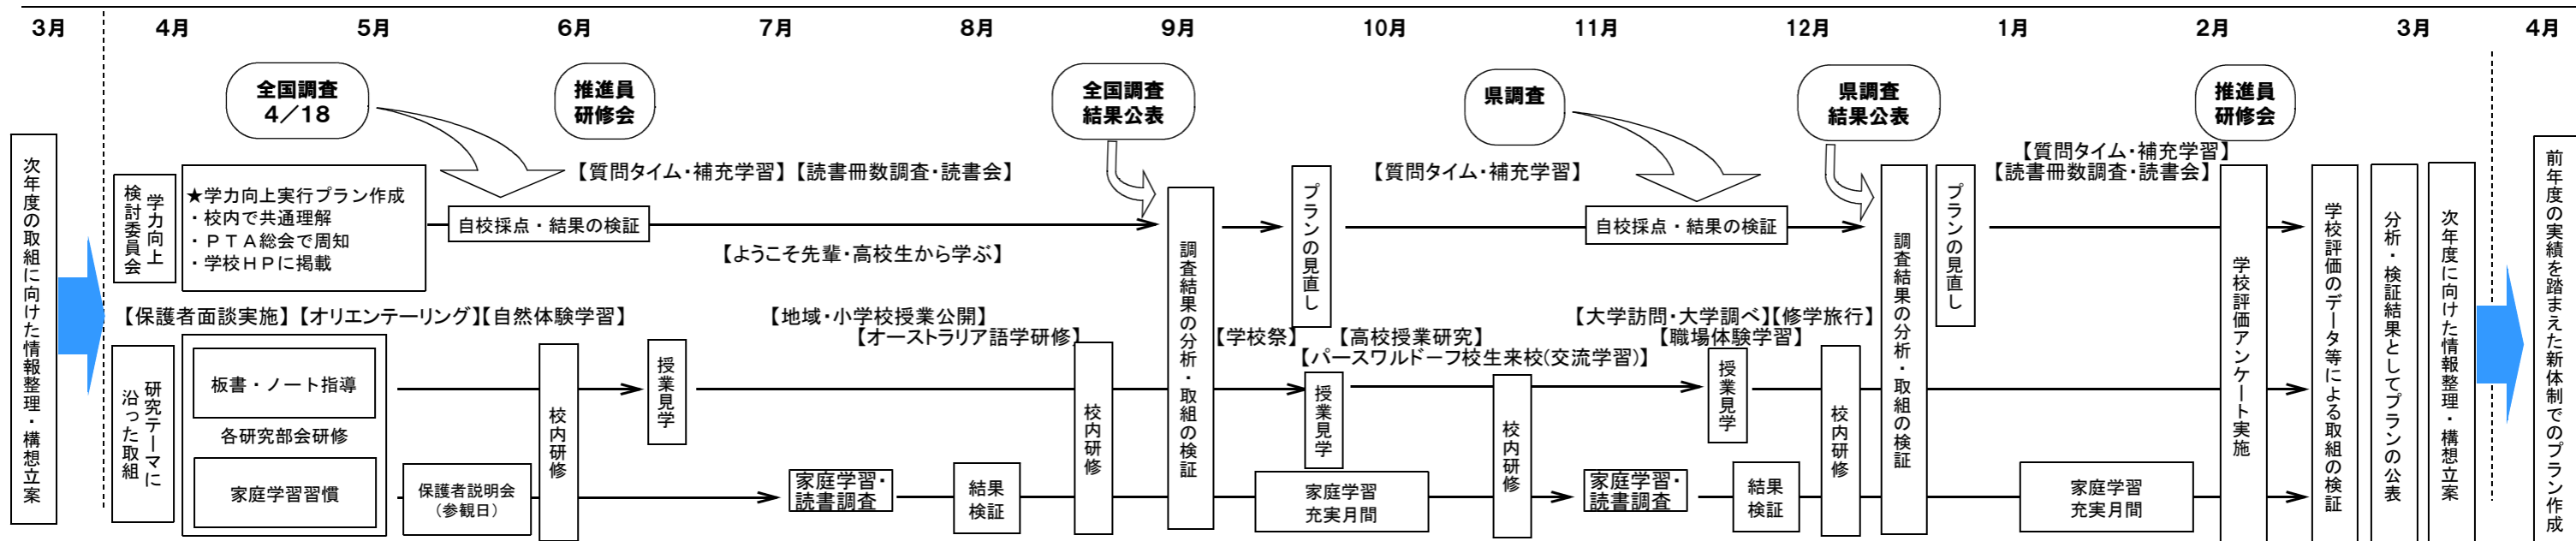 3月
4月
5月
6月
7月
8月
9月
10月
11月
12月
1月
2月
3月
4月
全国調査
4／18
推進員
研修会
全国調査
結果公表
県調査
県調査
結果公表
推進員
研修会
次年度の取組に向けた情報整理・構想立案
学力向上
検討委員会
★学力向上実行プラン作成
・校内で共通理解
・ＰＴＡ総会で周知
・学校ＨＰに掲載
自校採点・結果の検証
【質問タイム・補充学習】
【読書冊数調査・読書会】
【ようこそ先輩・高校生から学ぶ】
調査結果の分析・取組の検証
プランの見直し
【質問タイム・補充学習】
自校採点・結果の検証
調査結果の分析・取組の検証
プランの見直し
【質問タイム・補充学習】
【読書冊数調査・読書会】
学校評価アンケート実施
学校評価のデータ等による取組の検証
分析・検証結果としてプランの公表
次年度に向けた情報整理・構想立案
前年度の実績を踏まえた新体制でのプラン作成
【保護者面談実施】
【オリエンテーリング】
【自然体験学習】
【地域・小学校授業公開】
【オーストラリア語学研修】
【学校祭】
【高校授業研究】
【パースワルドーフ校生来校(交流学習)】
【大学訪問・大学調べ】
【修学旅行】
【職場体験学習】
研究テーマに
沿った取組
板書・ノート指導
各研究部会研修
家庭学習習慣
保護者説明会
（参観日）
校内研修
授業見学
家庭学習・
読書調査
結果
検証
校内研修
家庭学習
充実月間
授業見学
校内研修
家庭学習・
読書調査
授業見学
結果
検証
校内研修
家庭学習
充実月間